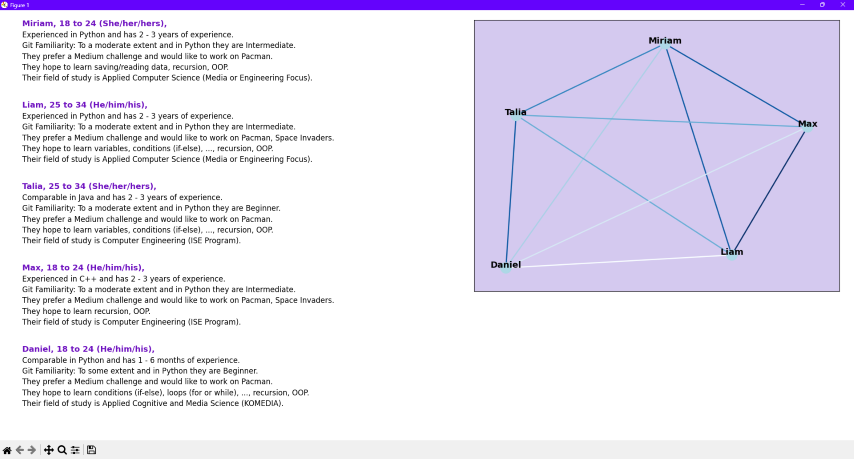 Figure 1
Miriam, 18 to 24 (She/her/hers),
Experienced in Python and has 2 - 3 years of experience.
Git Familiarity: To a moderate extent and in Python they are Intermediate.
They prefer a Medium challenge and would like to work on Pacman.
They hope to learn saving/reading data, recursion, OOP.
Their field of study is Applied Computer Science (Media or Engineering Focus).
Liam, 25 to 34 (He/him/his),
Experienced in Python and has 2 - 3 years of experience.
Git Familiarity: To a moderate extent and in Python they are Intermediate.
They prefer a Medium challenge and would like to work on Pacman, Space Invaders.
They hope to learn variables, conditions (if-else), ..., recursion, OOP.
Their field of study is Applied Computer Science (Media or Engineering Focus).
Talia, 25 to 34 (She/her/hers),
Comparable in Java and has 2 - 3 years of experience.
Git Familiarity: To a moderate extent and in Python they are Beginner.
They prefer a Medium challenge and would like to work on Pacman.
They hope to learn variables, conditions (if-else), ..., recursion, OOP.
Their field of study is Computer Engineering (ISE Program).
Max, 18 to 24 (He/him/his),
Experienced in C++ and has 2 - 3 years of experience.
Git Familiarity: To a moderate extent and in Python they are Intermediate.
They prefer a Medium challenge and would like to work on Pacman, Space Invaders.
They hope to learn recursion, OOP.
Their field of study is Computer Engineering (ISE Program).
Daniel, 18 to 24 (He/him/his),
Comparable in Python and has 1 - 6 months of experience.
Git Familiarity: To some extent and in Python they are Beginner.
They prefer a Medium challenge and would like to work on Pacman.
They hope to learn conditions (if-else), loops (for or while), ..., recursion, OOP.
Their field of study is Applied Cognitive and Media Science (KOMEDIA).
Miriam
Talia
Max
Liam
Daniel